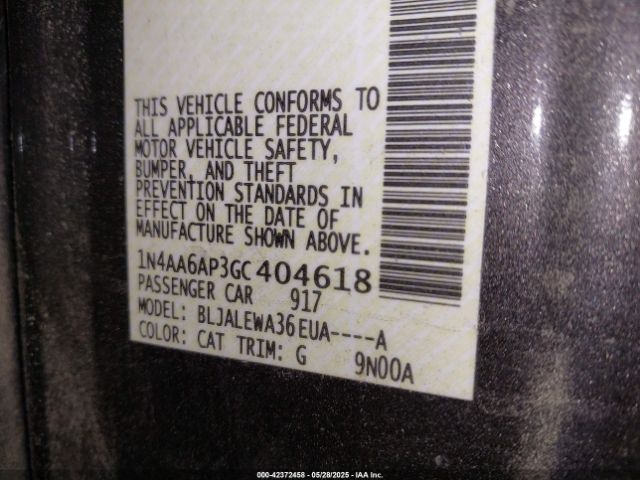 THIS VEHICLE CONFORMS TO
ALL APPLICABLE FEDERAL
MOTOR VEHICLE SAFETY,
BUMPER, AND THEFT
PREVENTION STANDARDS IN
EFFECT ON THE DATE OF
MANUFACTURE SHOWN ABOVE.
1N4AA6AP3GC404618
PASSENGER CAR 917
MODEL: BLJALEWA36EUA----A
COLOR: CAT TRIM: G 9N00A
000-42372458 | 05/28/2025 | IAA Inc.